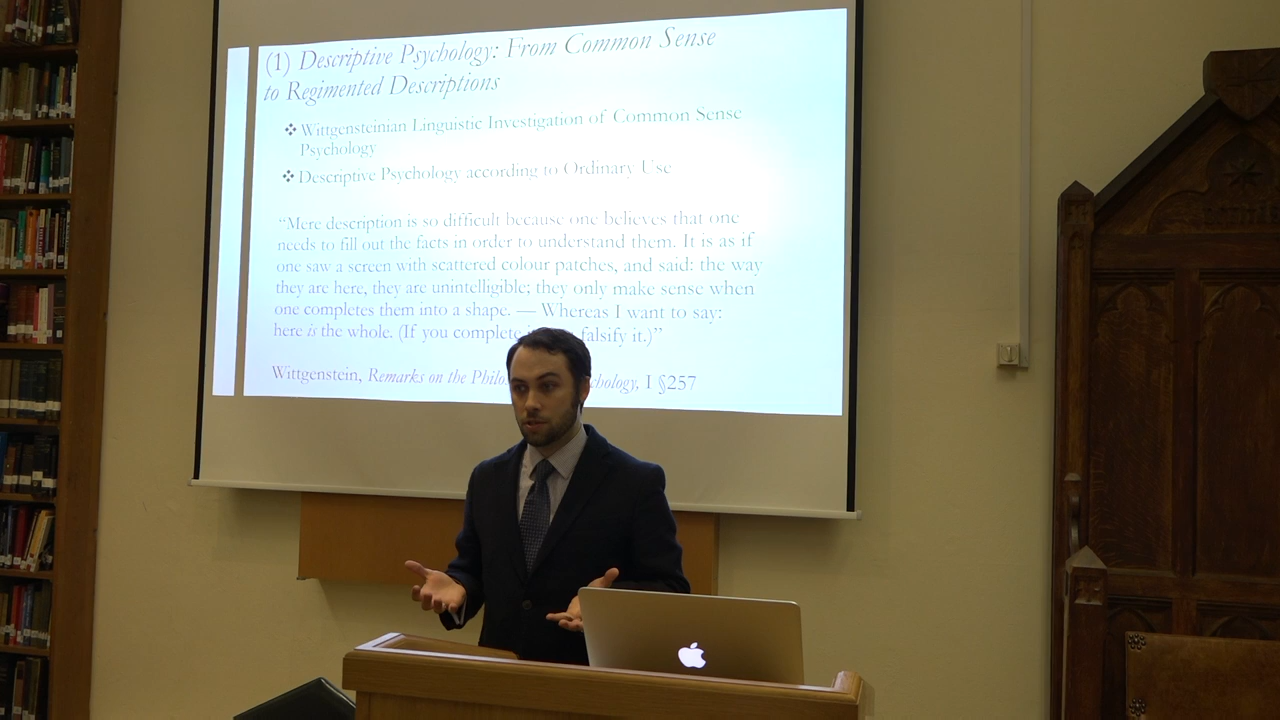 (1) Descriptive Psychology: From Common Sense
to Regimented Descriptions
❖ Wittgensteinian Linguistic Investigation of Common Sense
Psychology
❖ Descriptive Psychology according to Ordinary Use
“Mere description is so difficult because one believes that one
needs to fill out the facts in order to understand them. It is as if
one saw a screen with scattered colour patches, and said: the way
they are here, they are unintelligible; they only make sense when
one completes them into a shape. — Whereas I want to say:
here is the whole. (If you complete falsify it.)”
Wittgenstein, Remarks on the I §257